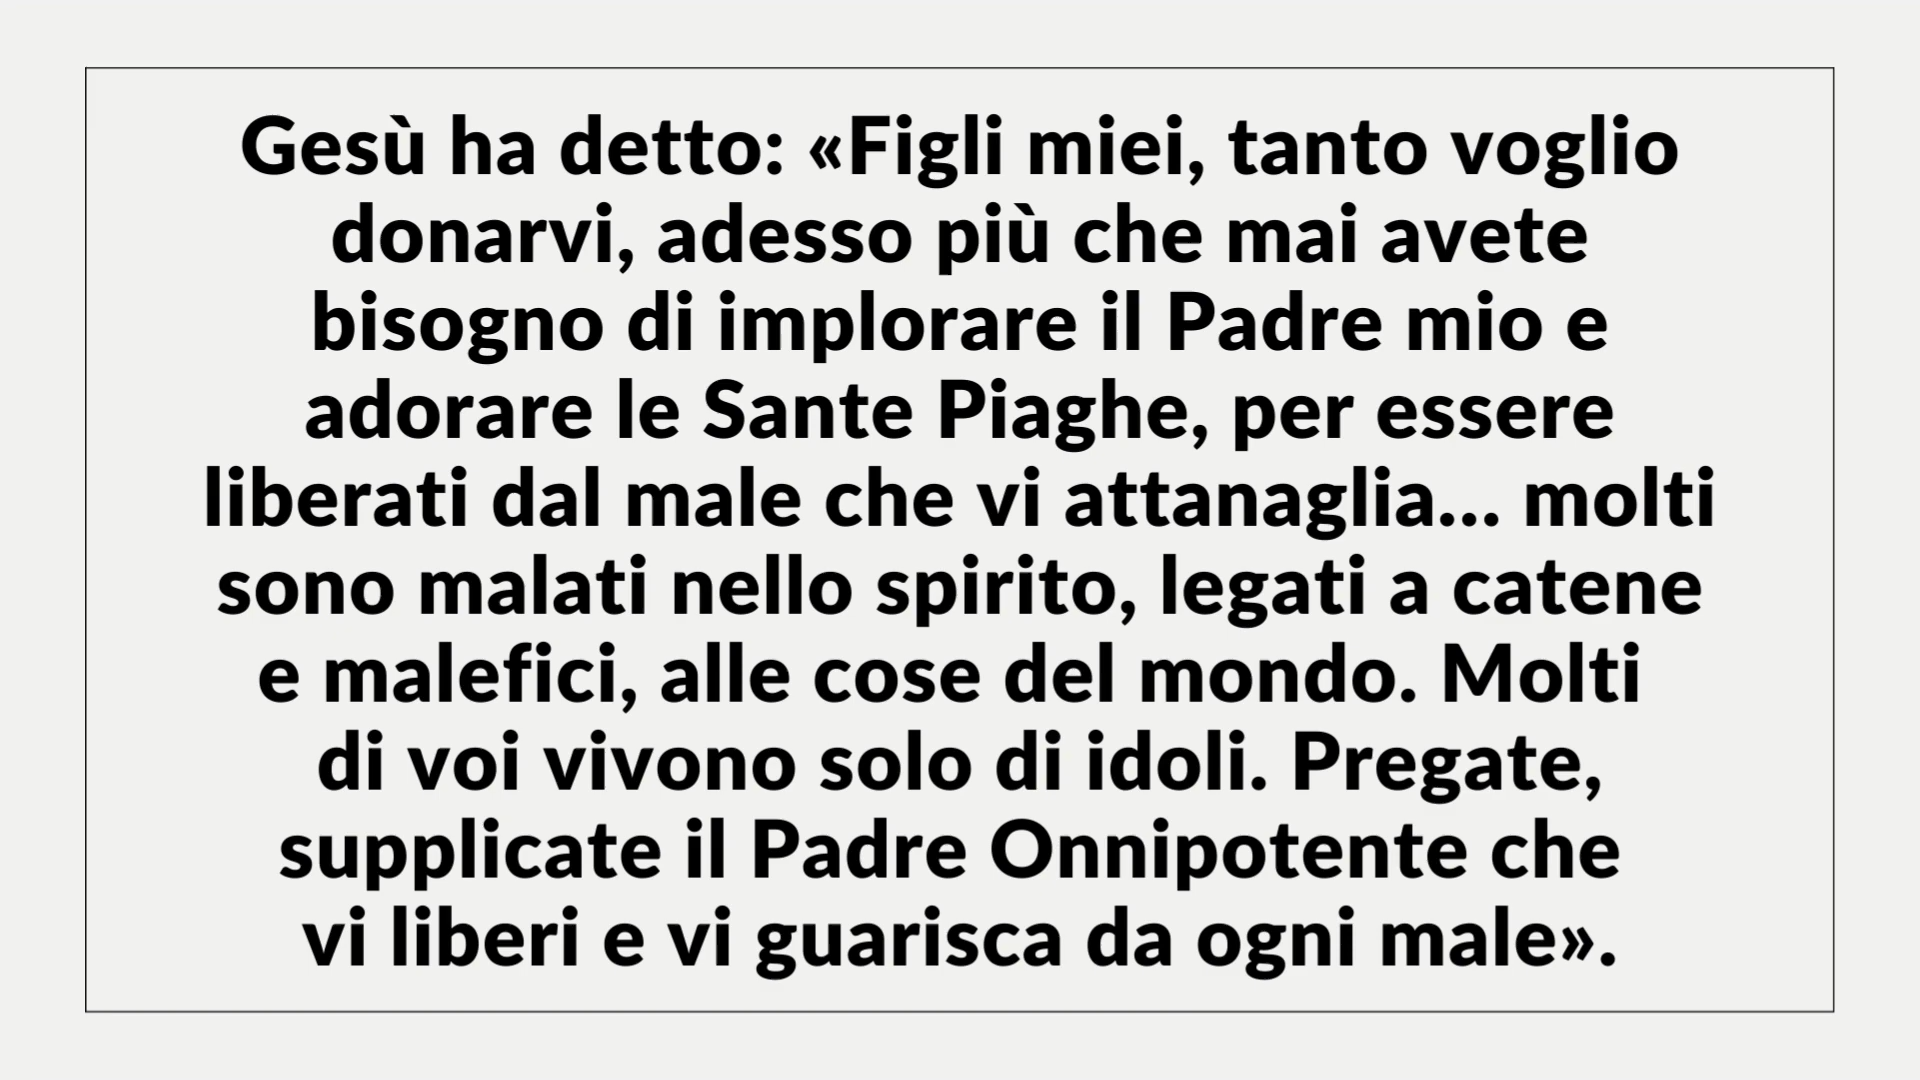 Gesù ha detto: «Figli miei, tanto voglio
donarvi, adesso più che mai avete
bisogno di implorare il Padre mio e
adorare le Sante Piaghe, per essere
liberati dal male che vi attanaglia... molti
sono malati nello spirito, legati a catene
e malefici, alle cose del mondo. Molti
di voi vivono solo di idoli. Pregate,
supplicate il Padre Onnipotente che
vi liberi e vi guarisca da ogni male».